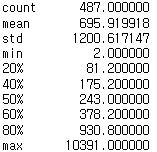 count 487.000000
mean 695.919918
std 1200.617147
min 2.000000
20% 81.200000
40% 175.200000
50% 243.000000
60% 378.200000
80% 930.800000
max 10391.000000